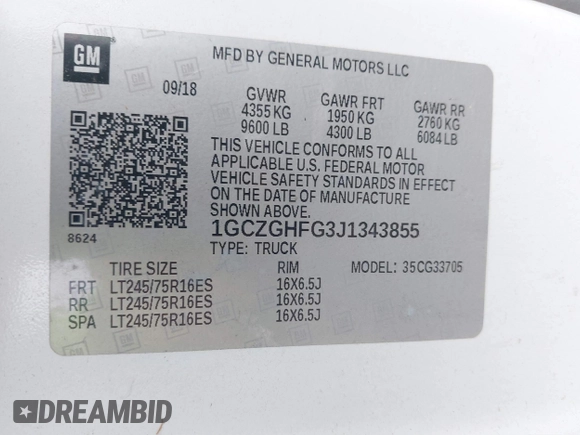 GM
MFD BY GENERAL MOTORS LLC
09/18 GVWR GAWR FRT GAWR RR
4355 KG 1950 KG 2760 KG
9600 LB 4300 LB 6084 LB
THIS VEHICLE CONFORMS TO ALL
APPLICABLE U.S. FEDERAL MOTOR
VEHICLE SAFETY STANDARDS IN EFFECT
ON THE DATE OF MANUFACTURE
SHOWN ABOVE.
8624
1GCZGHFG3J1343855
TYPE: TRUCK
TIRE SIZE RIM MODEL: 35CG33705
FRT LT245/75R16ES 16X6.5J
RR LT245/75R16ES 16X6.5J
SPA LT245/75R16ES 16X6.5J
DREAMBID